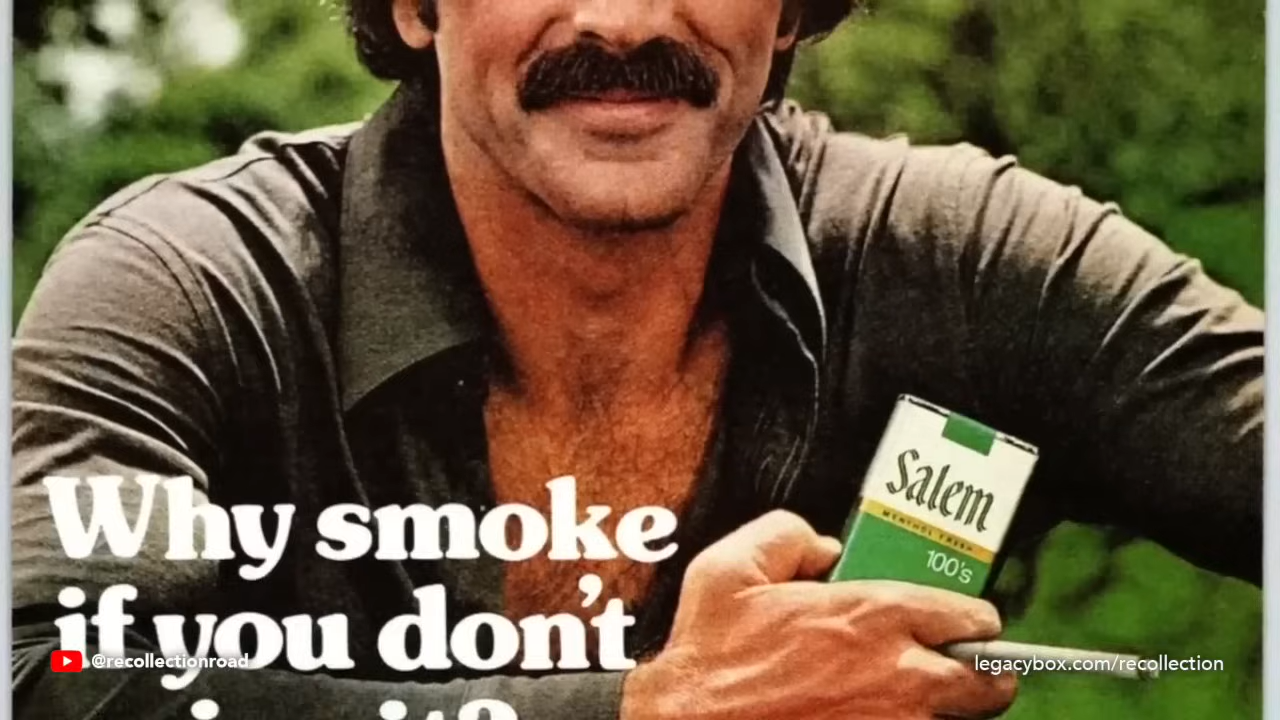 Salem
MENTHOL FRESH
100's
Why smoke
if you don't
@recollectionroad
legacybox.com/recollection